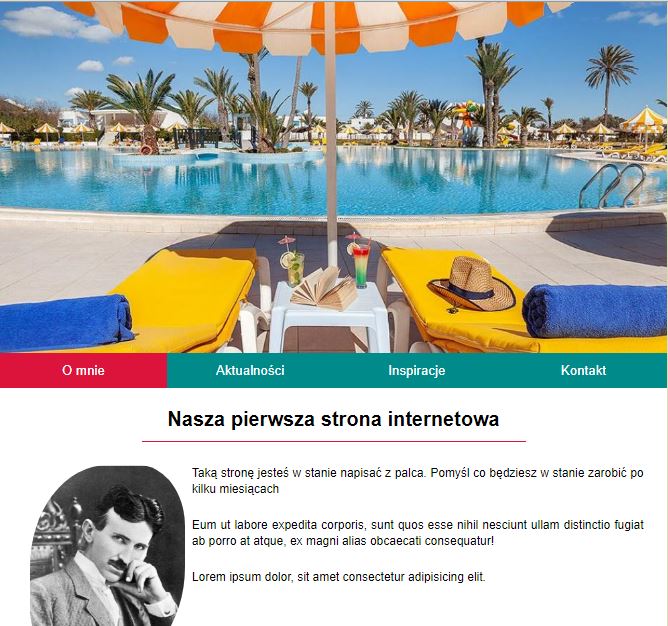 O mnie Aktualności Inspiracje Kontakt
Nasza pierwsza strona internetowa
Taką stronę jesteś w stanie napisać z palca. Pomyśl co będziesz w stanie zarobić po
kilku miesiącach
Eum ut labore expedita corporis, sunt quos esse nihil nesciunt ullam distinctio fugiat
ab porro at atque, ex magni alias obcaecati consequatur!
Lorem ipsum dolor, sit amet consectetur adipisicing elit.